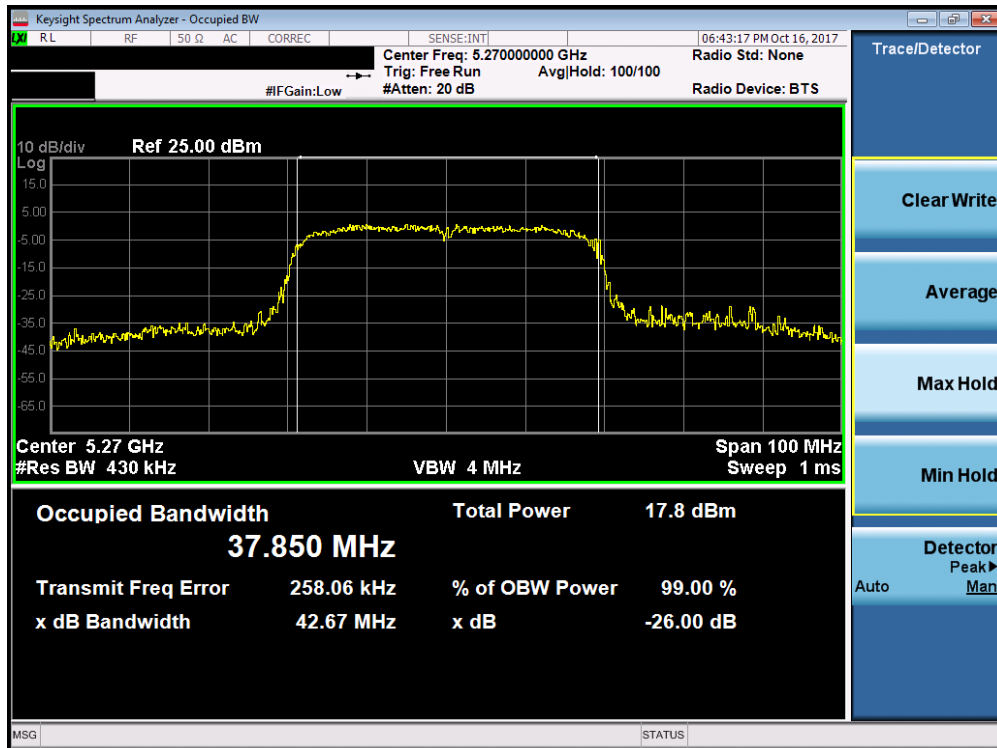 Keysight Spectrum Analyzer - Occupied BW
LXI RL RF 50 Ω AC CORREC SENSE:INT 06:43:17 PM Oct 16, 2017
Center Freq: 5.270000000 GHz Radio Std: None
Trig: Free Run Avg|Hold: 100/100
#IFGain:Low #Atten: 20 dB Radio Device: BTS
10 dB/div Ref 25.00 dBm
Log
15.0
5.00
-5.00
-15.0
-25.0
-35.0
-45.0
-55.0
-65.0
Center 5.27 GHz Span 100 MHz
#Res BW 430 kHz VBW 4 MHz Sweep 1 ms
Occupied Bandwidth Total Power 17.8 dBm
37.850 MHz
Transmit Freq Error 258.06 kHz % of OBW Power 99.00 %
x dB Bandwidth 42.67 MHz x dB -26.00 dB
MSG STATUS
Trace/Detector
Clear Write
Average
Max Hold
Min Hold
Detector
Peak▶
Auto Man